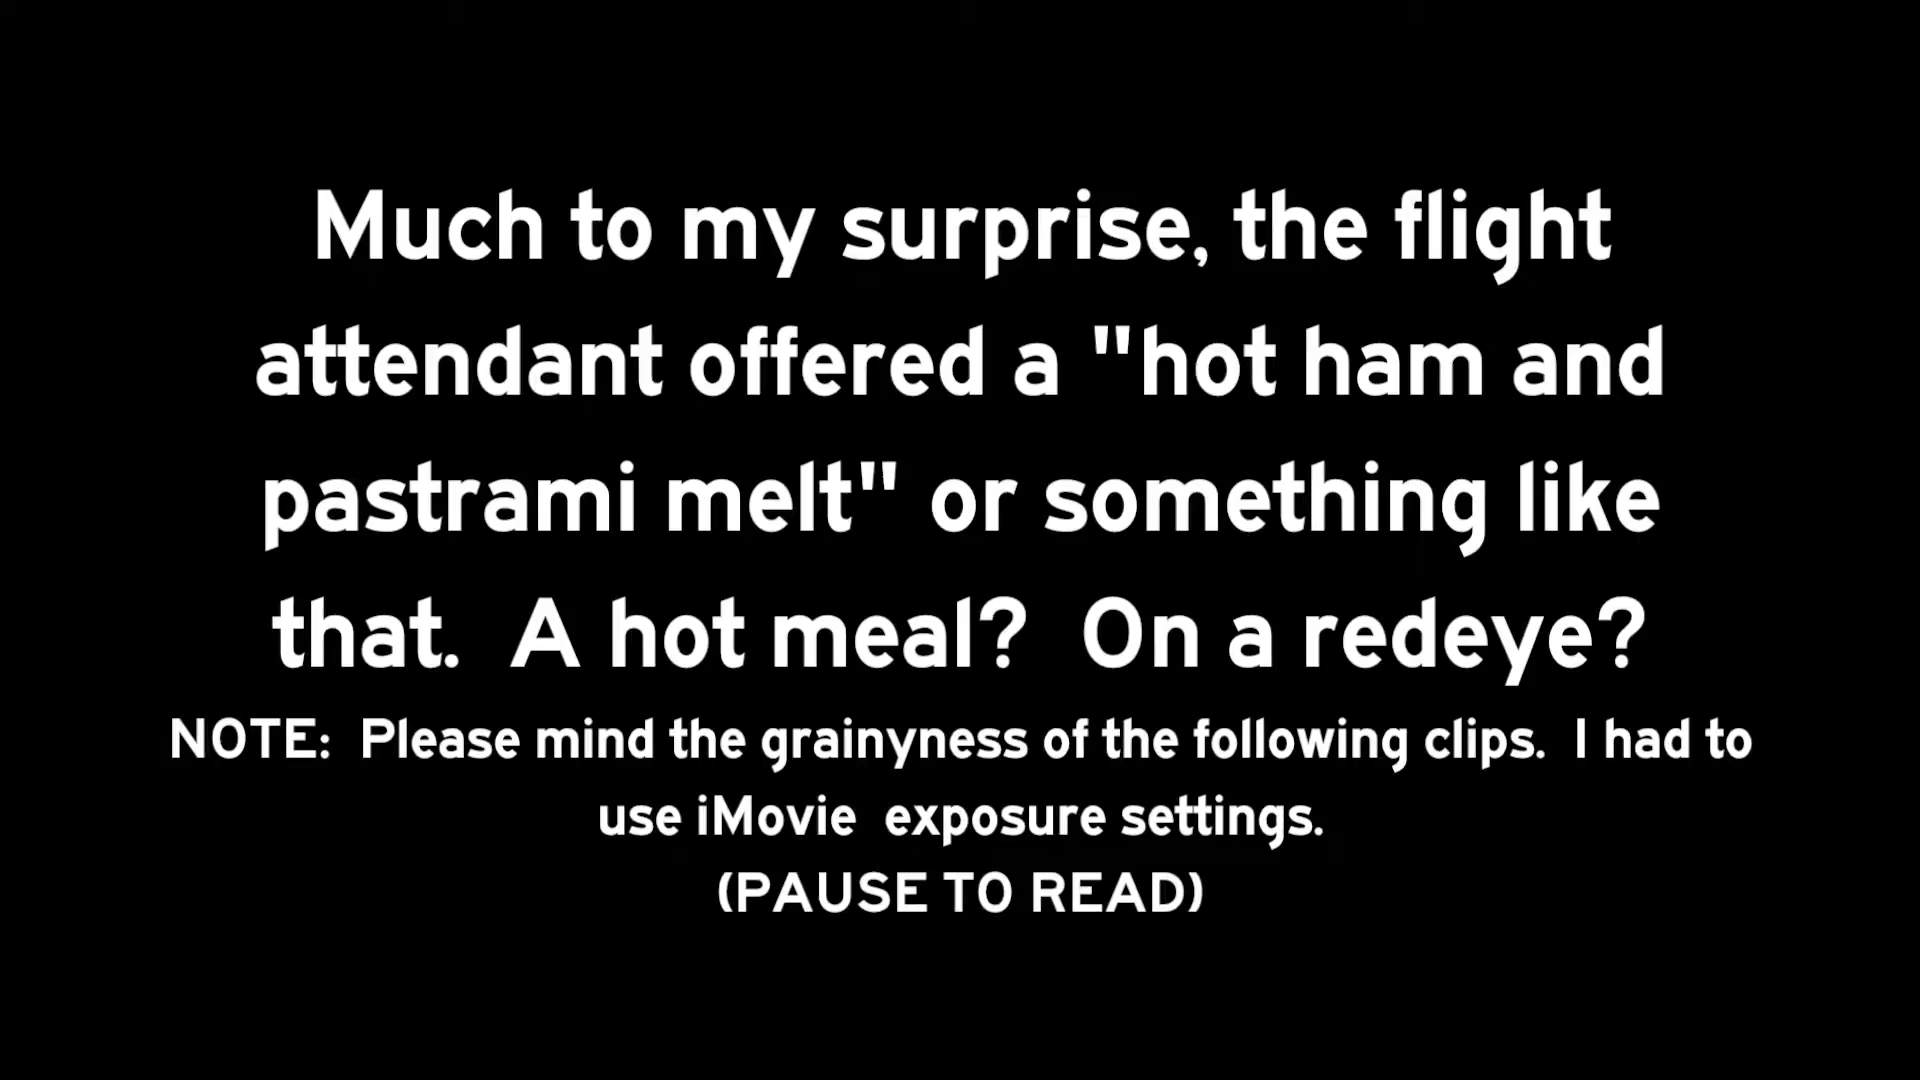 Much to my surprise, the flight
attendant offered a "hot ham and
pastrami melt" or something like
that.  A hot meal?  On a redeye?
NOTE:  Please mind the grainyness of the following clips.  I had to
use iMovie  exposure settings.
(PAUSE TO READ)